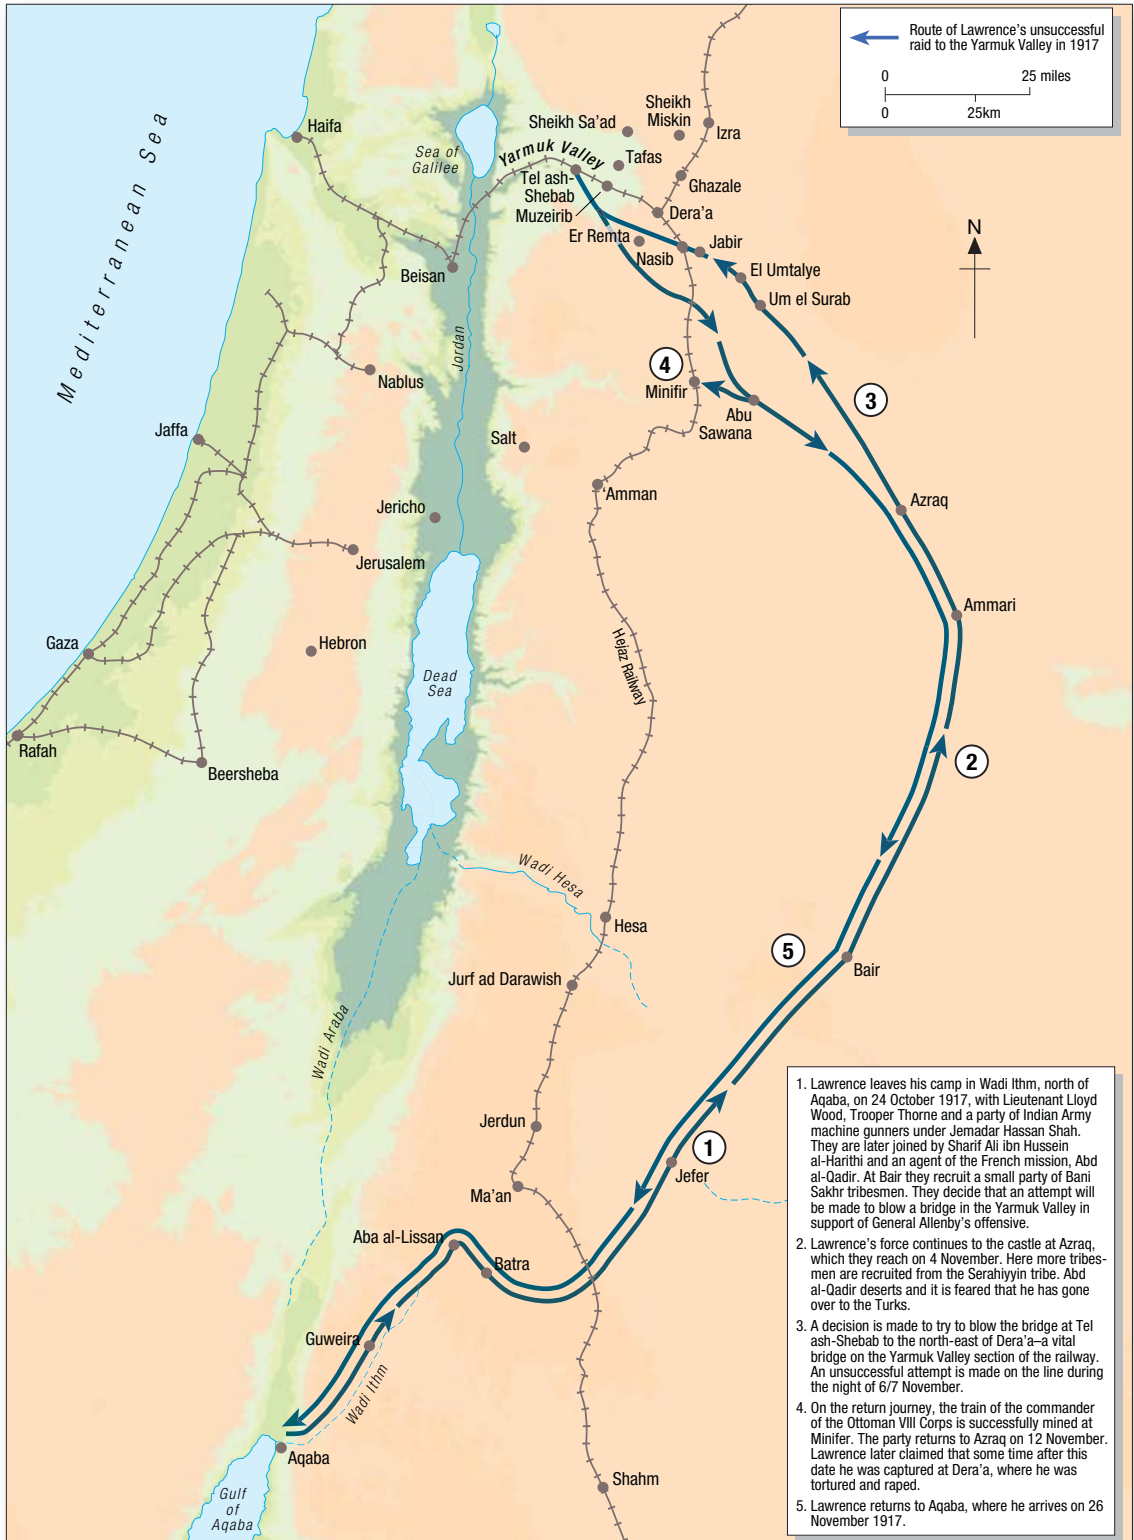 Route of Lawrence's unsuccessful
raid to the Yarmuk Valley in 1917
0
25 miles
0
25km
Mediterranean Sea
Haifa
Sea of
Galilee
Yarmuk Valley
Sheikh Sa'ad
Sheikh
Miskin
Izra
Tafas
Tel ash-
Shebab
Muzeirib
Ghazale
Dera'a
Er Remta
Nasib
Jabir
El Umtalye
Um el Surab
N
Beisan
Jordan
Nablus
4
Minifir
3
Abu
Sawana
Jaffa
Salt
'Amman
Azraq
Jericho
Jerusalem
Ammari
Gaza
Hebron
Hejaz Railway
Dead
Sea
Rafah
Beersheba
2
Wadi Hesa
Hesa
5
Bair
Jurf ad Darawish
Wadi Araba
Jerdun
1
Jefer
Ma'an
Aba al-Lissan
Batra
Guweira
Wadi Ithm
Aqaba
Shahm
Gulf
of
Aqaba
1. Lawrence leaves his camp in Wadi Ithm, north of
Aqaba, on 24 October 1917, with Lieutenant Lloyd
Wood, Trooper Thorne and a party of Indian Army
machine gunners under Jemadar Hassan Shah.
They are later joined by Sharif Ali ibn Hussein
al-Harithi and an agent of the French mission, Abd
al-Qadir. At Bair they recruit a small party of Bani
Sakhr tribesmen. They decide that an attempt will
be made to blow a bridge in the Yarmuk Valley in
support of General Allenby's offensive.
2. Lawrence's force continues to the castle at Azraq,
which they reach on 4 November. Here more tribes-
men are recruited from the Serahiyyin tribe. Abd
al-Qadir deserts and it is feared that he has gone
over to the Turks.
3. A decision is made to try to blow the bridge at Tel
ash-Shebab to the north-east of Dera'a–a vital
bridge on the Yarmuk Valley section of the railway.
An unsuccessful attempt is made on the line during
the night of 6/7 November.
4. On the return journey, the train of the commander
of the Ottoman VIII Corps is successfully mined at
Minifer. The party returns to Azraq on 12 November.
Lawrence later claimed that some time after this
date he was captured at Dera'a, where he was
tortured and raped.
5. Lawrence returns to Aqaba, where he arrives on 26
November 1917.